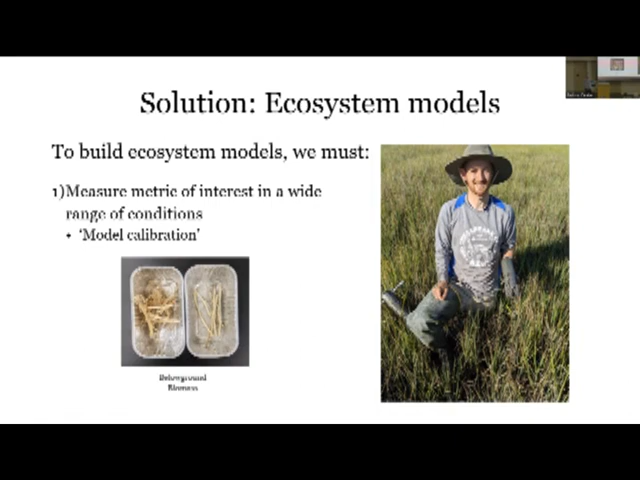 Solution: Ecosystem models
To build ecosystem models, we must:
1)Measure metric of interest in a wide
range of conditions
• 'Model calibration'
Belowground
Biomass